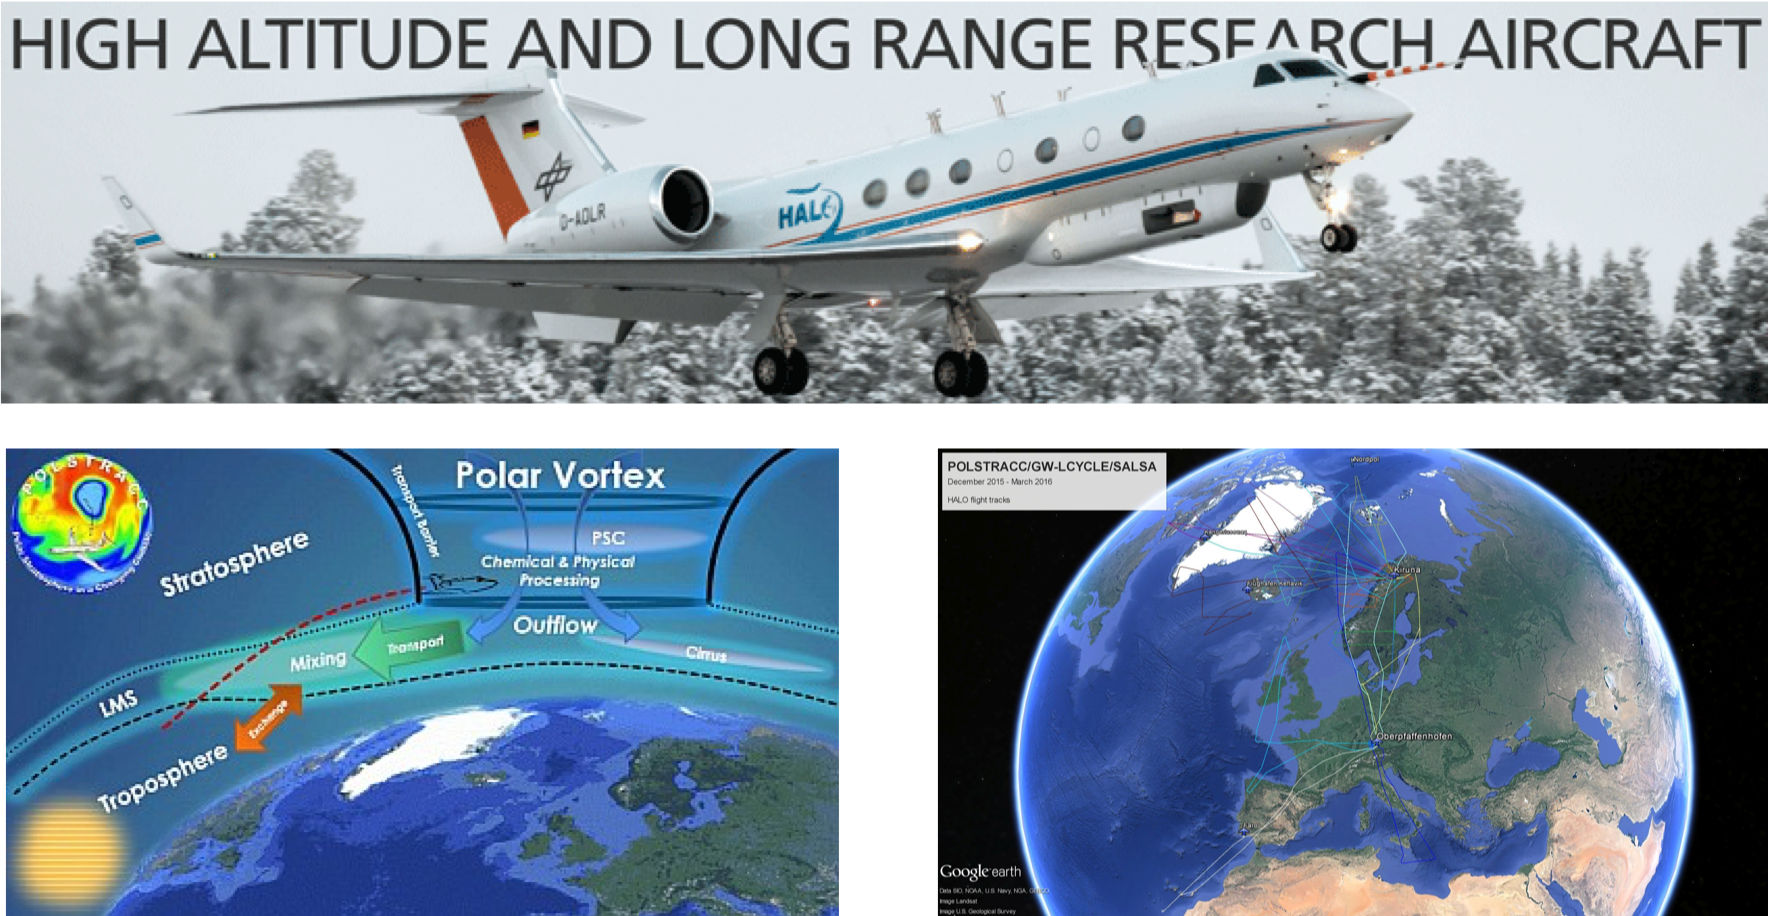 HIGH ALTITUDE AND LONG RANGE RESEARCH AIRCRAFT
D-ADLR
HALO
POLSTRACC
Polar Stratosphere in a Changing Climate
Polar Vortex
Transport Barrier
PSC
Chemical & Physical
Processing
Stratosphere
Outflow
Transport
Mixing
Cirrus
LMS
Exchange
Troposphere
POLSTRACC/GW-LCYCLE/SALSA
December 2015 - March 2016
HALO flight tracks
Nordpol
Kiruna
Oberpfaffenhofen
Google earth
Data SIO, NOAA, U.S. Navy, NGA,
Image Landsat
Image U.S. Geological Survey